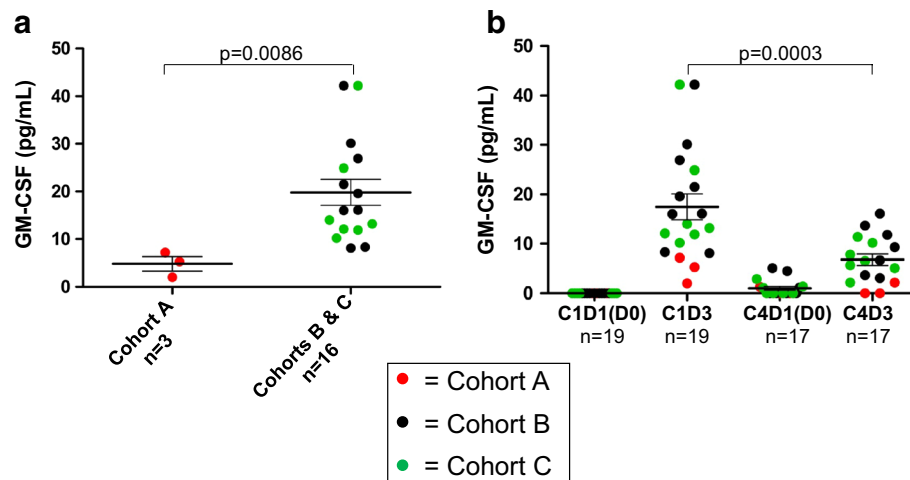 a
p=0.0086
GM-CSF (pg/mL)
50
40
30
20
10
0
Cohort A
n=3
Cohorts B & C
n=16
b
p=0.0003
GM-CSF (pg/mL)
50
40
30
20
10
0
C1D1(D0) C1D3 C4D1(D0) C4D3
n=19 n=19 n=17 n=17
= Cohort A
= Cohort B
= Cohort C